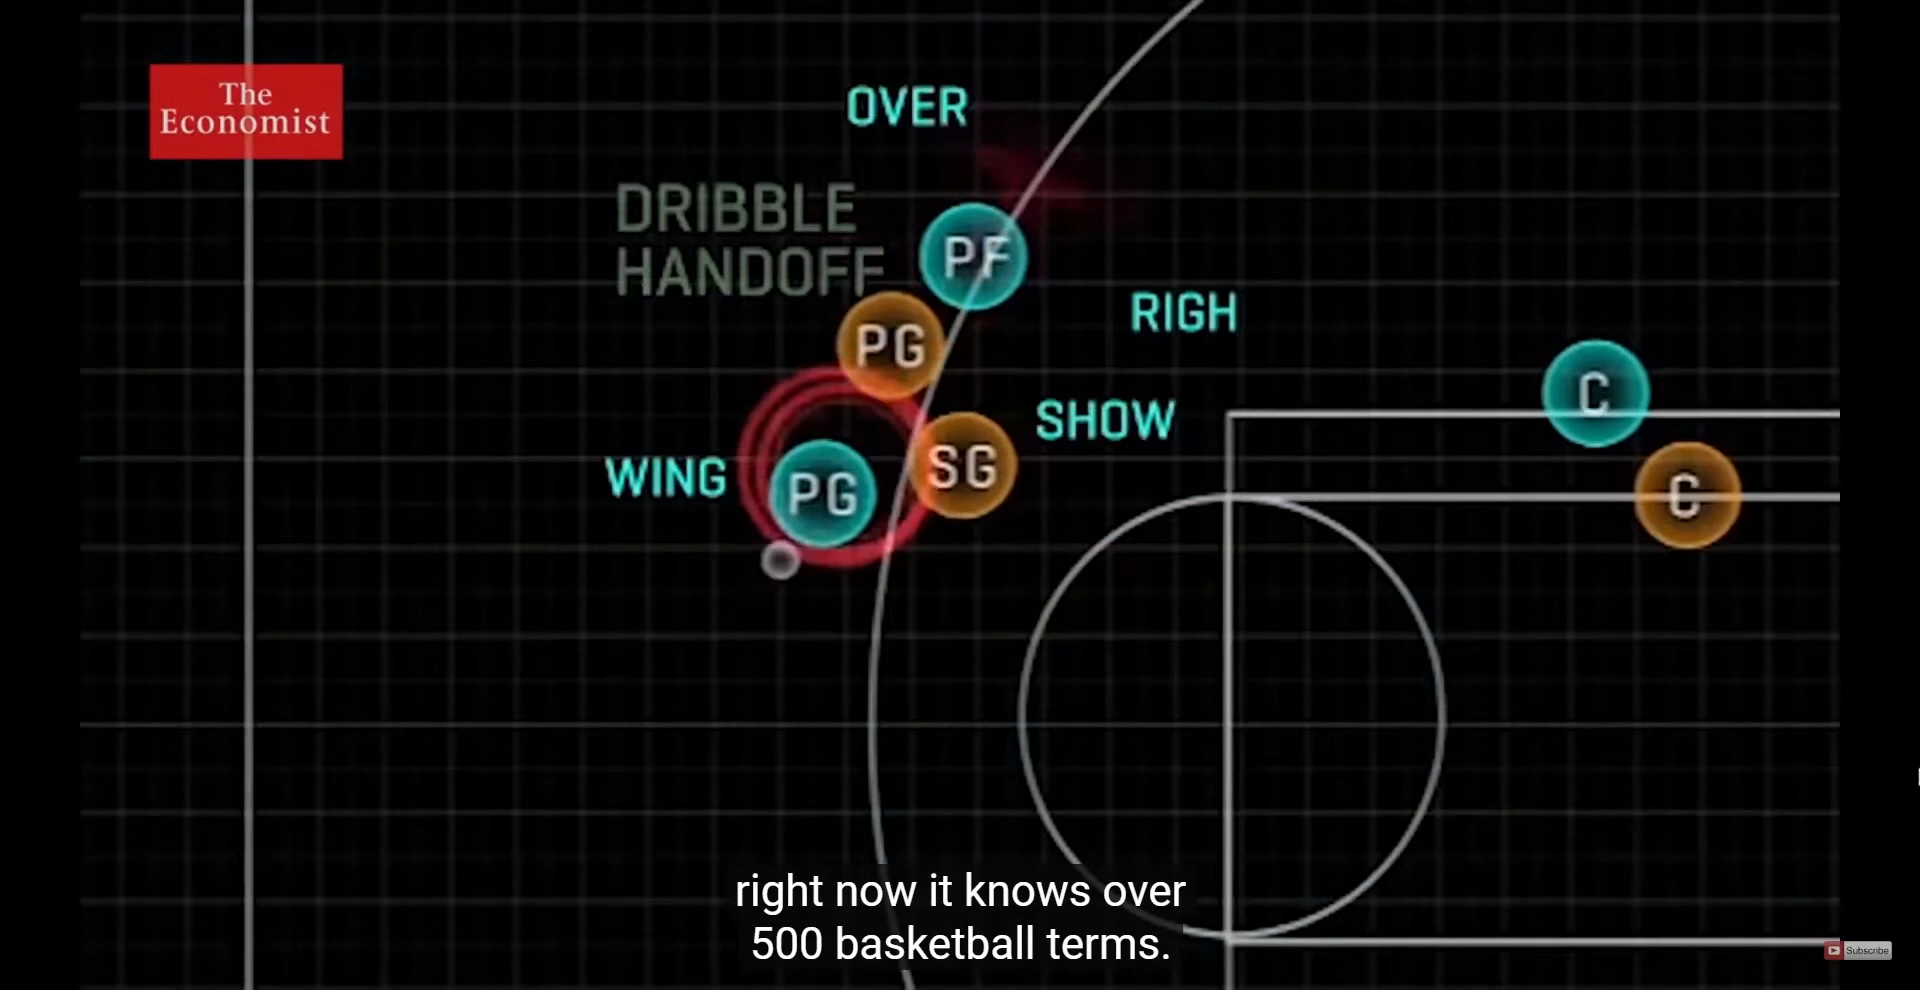 The
Economist
OVER
DRIBBLE
HANDOFF
PF
PG
RIGH
C
SHOW
SG
WING
PG
C
right now it knows over
500 basketball terms.
Subscribe